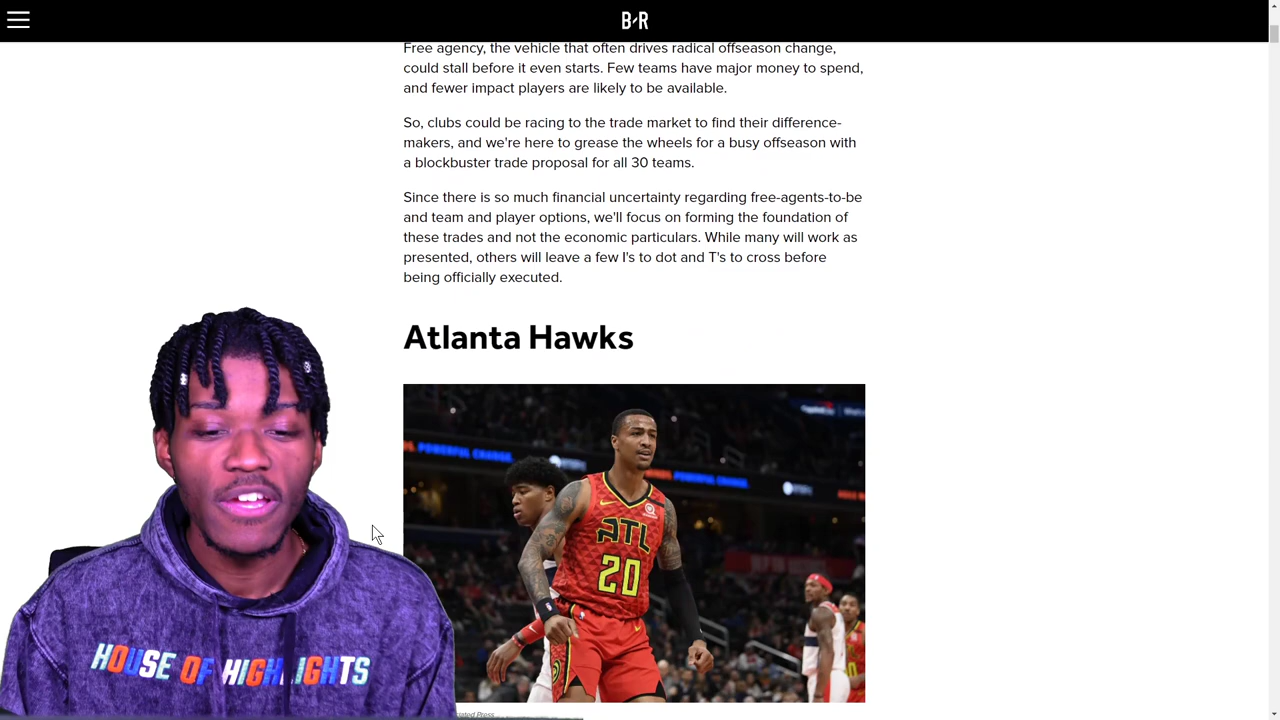 B/R
Free agency, the vehicle that often drives radical offseason change,
could stall before it even starts. Few teams have major money to spend,
and fewer impact players are likely to be available.
So, clubs could be racing to the trade market to find their difference-
makers, and we're here to grease the wheels for a busy offseason with
a blockbuster trade proposal for all 30 teams.
Since there is so much financial uncertainty regarding free-agents-to-be
and team and player options, we'll focus on forming the foundation of
these trades and not the economic particulars. While many will work as
presented, others will leave a few I's to dot and T's to cross before
being officially executed.
Atlanta Hawks
POWERFUL CHANGE.
POWERFUL CHANGE.
ATL
20
HOUSE OF HIGHLIGHTS
Press